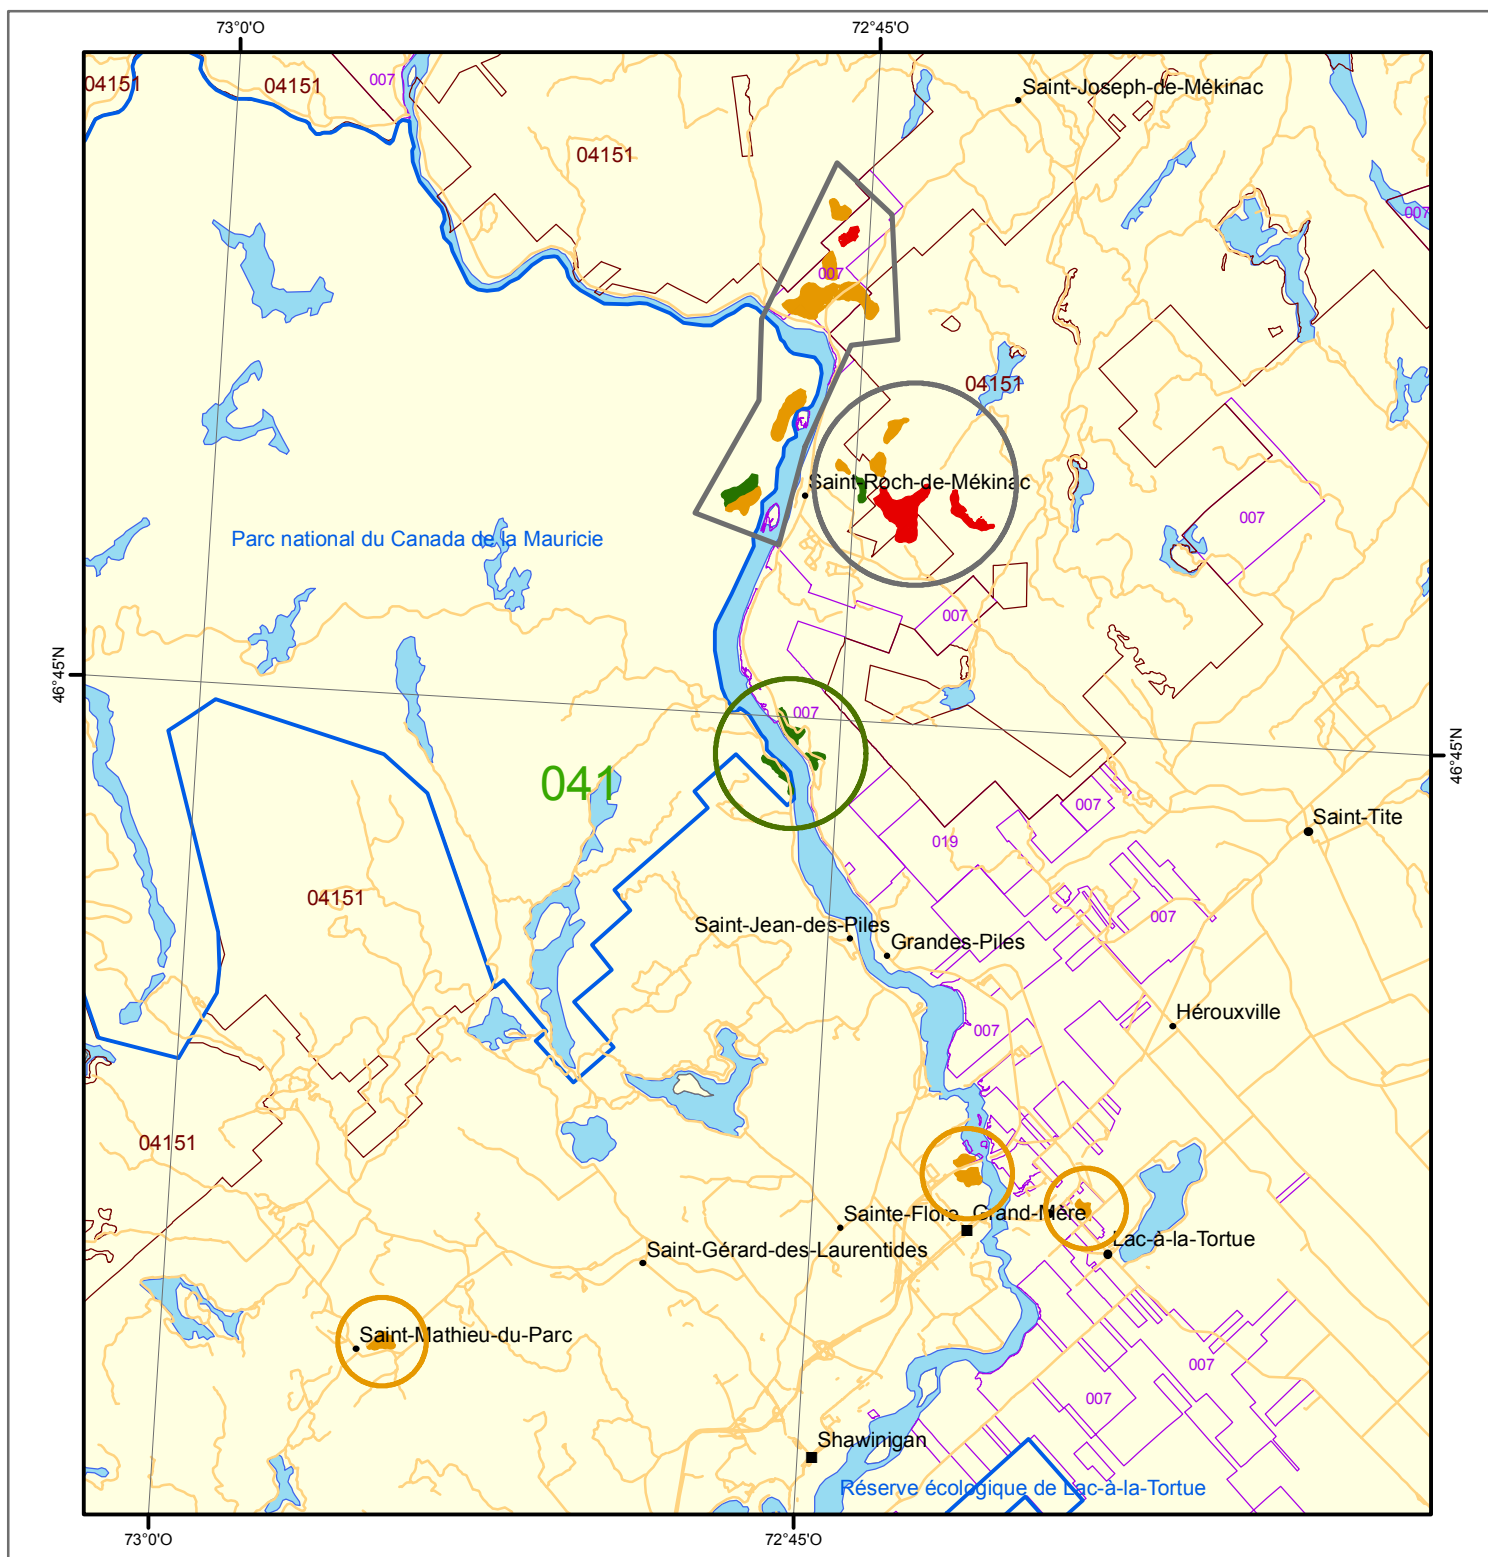 73°0'O
72°45'O
04151
04151
007
Saint-Joseph-de-Mékinac
04151
007
007
04151
Saint-Roch-de-Mékinac
007
Parc national du Canada de la Mauricie
007
46°45'N
46°45'N
007
041
007
Saint-Tite
019
04151
007
Saint-Jean-des-Piles
Grandes-Piles
Hérouxville
007
04151
Sainte-Flore
Grand-Mère
Lac-à-la-Tortue
Saint-Gérard-des-Laurentides
Saint-Mathieu-du-Parc
007
007
Shawinigan
Réserve écologique de Lac-à-la-Tortue
73°0'O
72°45'O